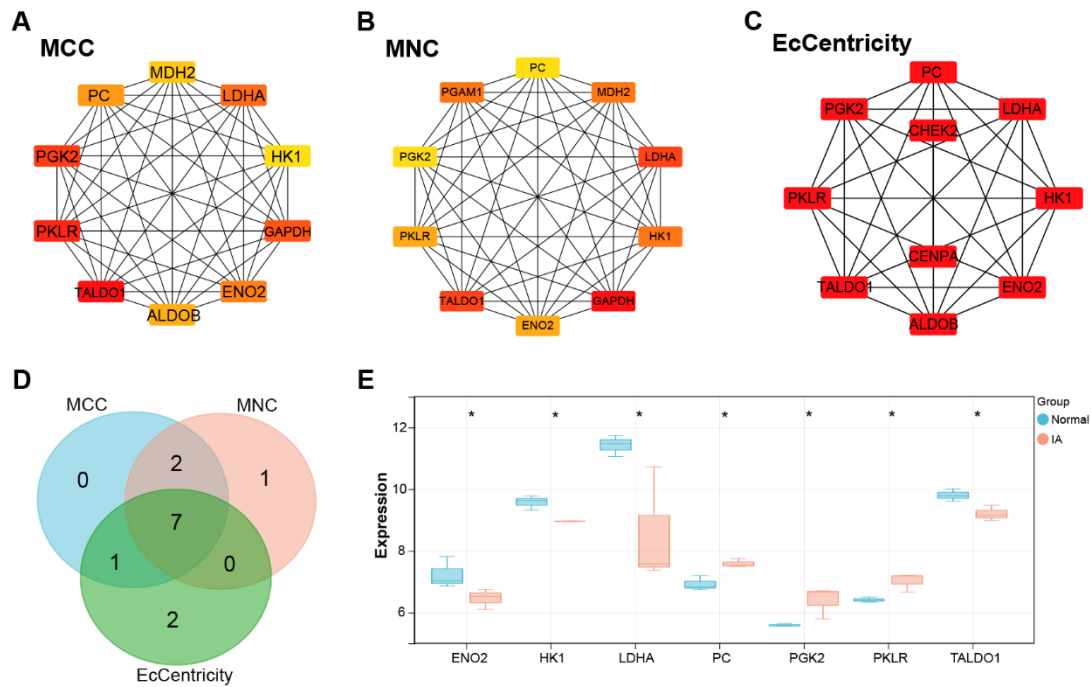 A
MCC
MDH2
PC
LDHA
PGK2
HK1
PKLR
GAPDH
TALDO1
ENO2
ALDOB
B
MNC
PC
PGAM1
MDH2
PGK2
LDHA
PKLR
HK1
TALDO1
GAPDH
ENO2
C
EcCentricity
PC
PGK2
LDHA
CHEK2
PKLR
HK1
CENPA
TALDO1
ENO2
ALDOB
D
MCC
MNC
0
2
1
7
1
0
2
EcCentricity
E
Group
Normal
IA
* * * * * * *
Expression
12
10
8
6
ENO2 HK1 LDHA PC PGK2 PKLR TALDO1